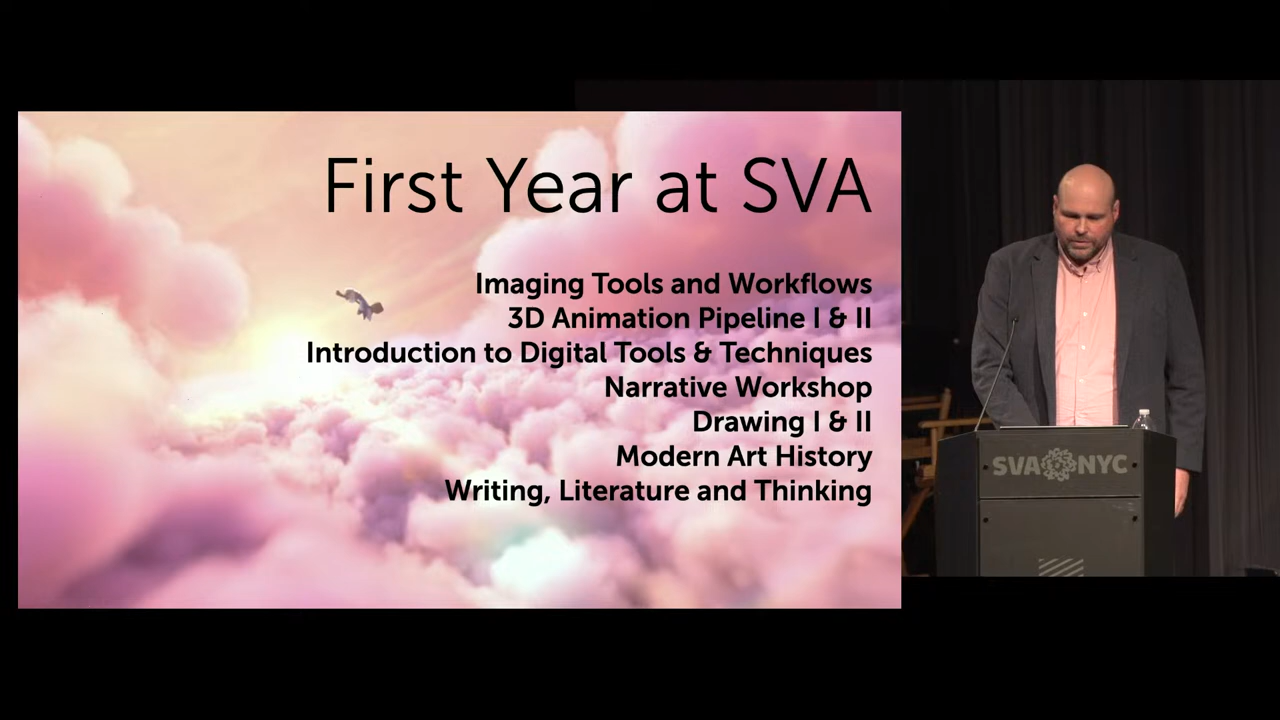 First Year at SVA
Imaging Tools and Workflows
3D Animation Pipeline I & II
Introduction to Digital Tools & Techniques
Narrative Workshop
Drawing I & II
Modern Art History
Writing, Literature and Thinking
SVA NYC